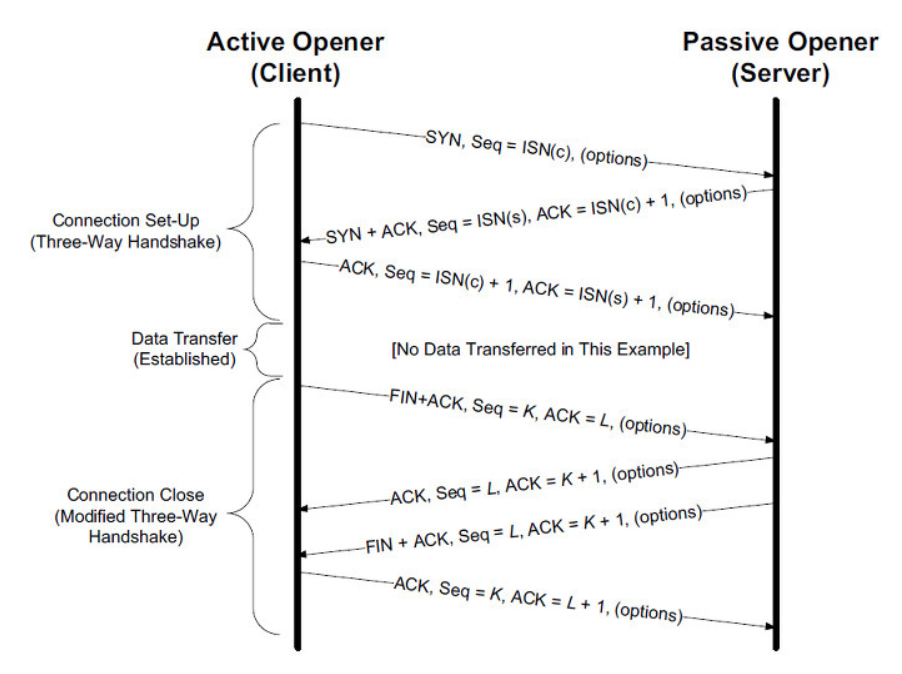 Active Opener
(Client)
Passive Opener
(Server)
SYN, Seq = ISN(c), (options)
SYN + ACK, Seq = ISN(s), ACK = ISN(c) + 1, (options)
Connection Set-Up
(Three-Way Handshake)
ACK, Seq = ISN(c) + 1, ACK = ISN(s) + 1, (options)
Data Transfer
(Established)
[No Data Transferred in This Example]
FIN+ACK, Seq = K, ACK = L, (options)
ACK, Seq = L, ACK = K + 1, (options)
Connection Close
(Modified Three-Way
Handshake)
FIN + ACK, Seq = L, ACK = K + 1, (options)
ACK, Seq = K, ACK = L + 1, (options)